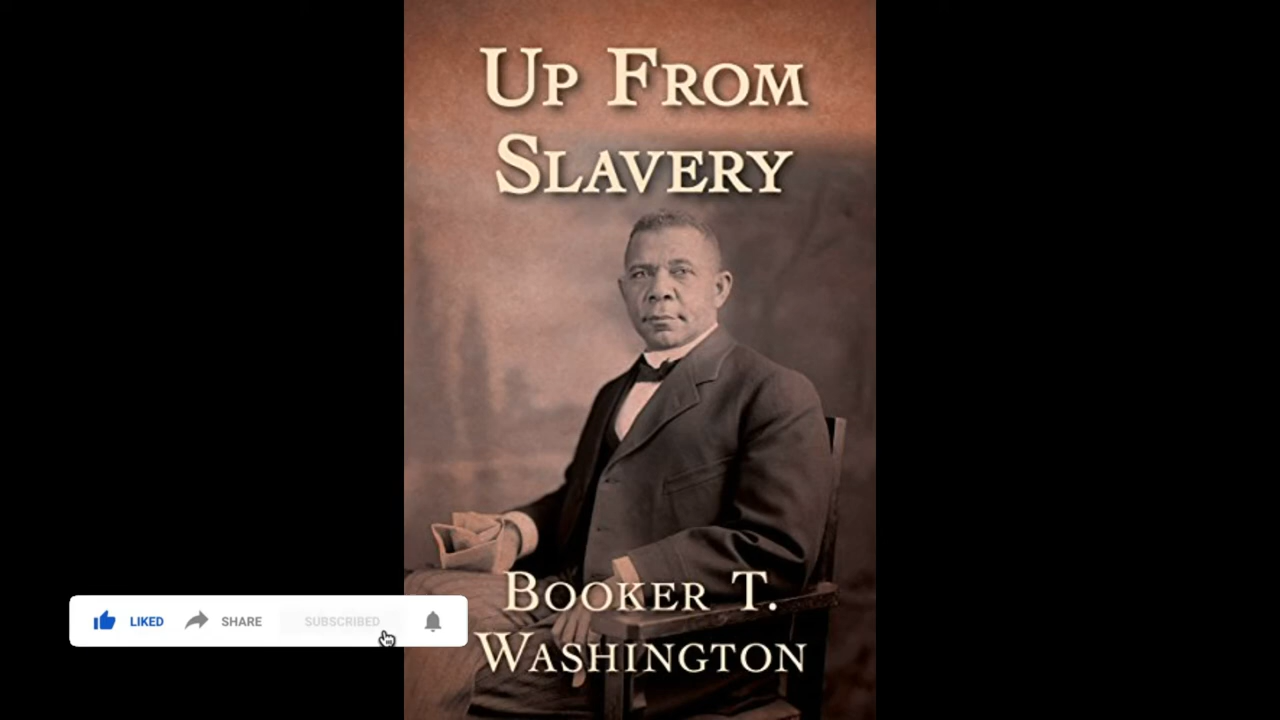 Up From
Slavery
Booker T.
Washington
LIKED SHARE SUBSCRIBED